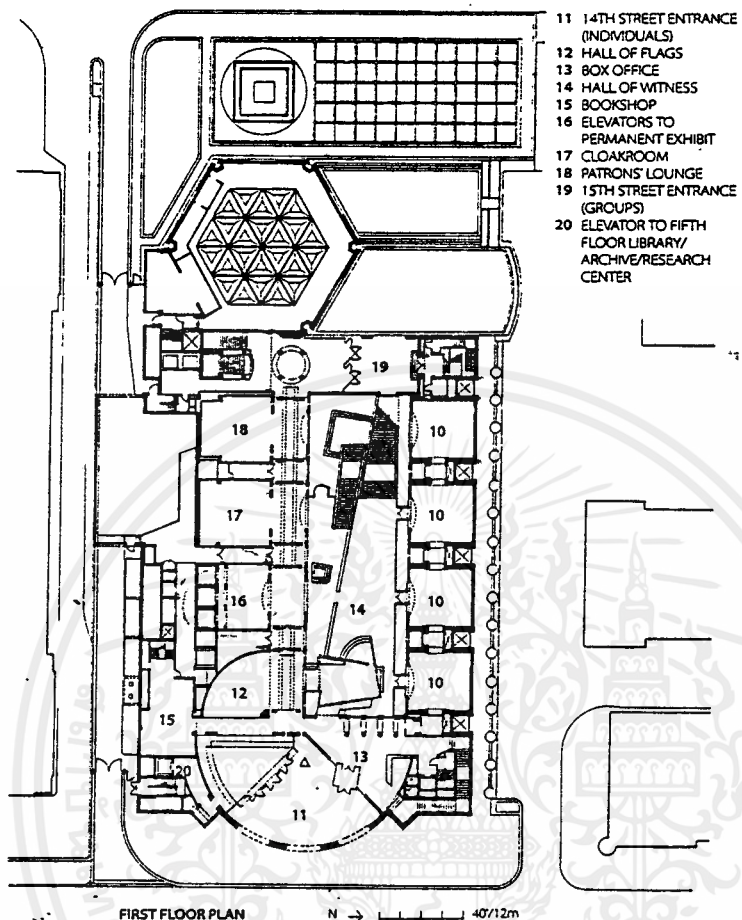 11 14TH STREET ENTRANCE
(INDIVIDUALS)
12 HALL OF FLAGS
13 BOX OFFICE
14 HALL OF WITNESS
15 BOOKSHOP
16 ELEVATORS TO
PERMANENT EXHIBIT
17 CLOAKROOM
18 PATRONS' LOUNGE
19 15TH STREET ENTRANCE
(GROUPS)
20 ELEVATOR TO FIFTH
FLOOR LIBRARY/
ARCHIVE/RESEARCH
CENTER
19
18
10
17
10
16
14
10
12
10
15
13
20
11
FIRST FLOOR PLAN N → 40'/12m